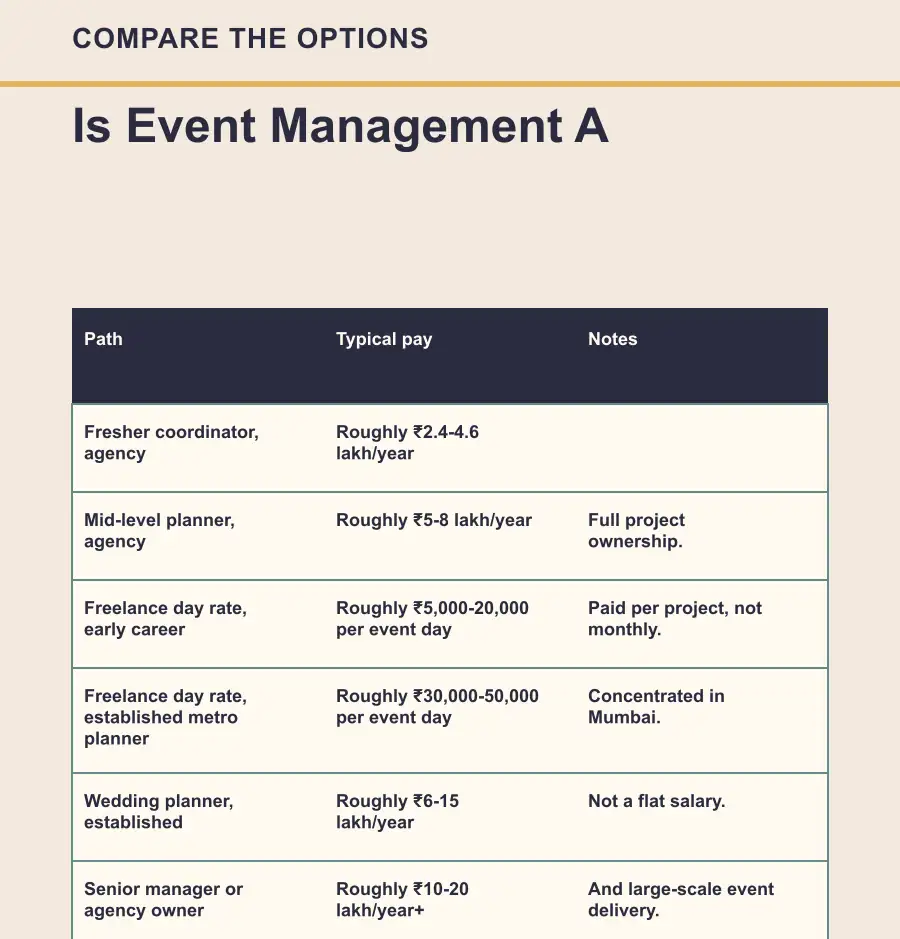 COMPARE THE OPTIONS
Is Event Management A
Path
Typical pay
Notes
Fresher coordinator,
agency
Roughly ₹2.4-4.6
lakh/year
Mid-level planner,
agency
Roughly ₹5-8 lakh/year
Full project
ownership.
Freelance day rate,
early career
Roughly ₹5,000-20,000
per event day
Paid per project, not
monthly.
Freelance day rate,
established metro
planner
Roughly ₹30,000-50,000
per event day
Concentrated in
Mumbai.
Wedding planner,
established
Roughly ₹6-15
lakh/year
Not a flat salary.
Senior manager or
agency owner
Roughly ₹10-20
lakh/year+
And large-scale event
delivery.